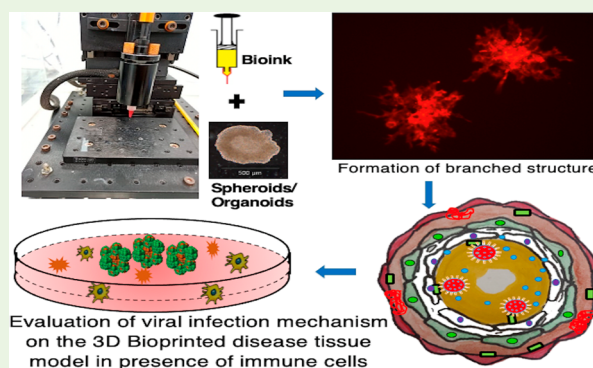 Bioink
+
Spheroids/
Organoids
500 µm
Formation of branched structure
Evaluation of viral infection mechanism
on the 3D Bioprinted disease tissue
model in presence of immune cells